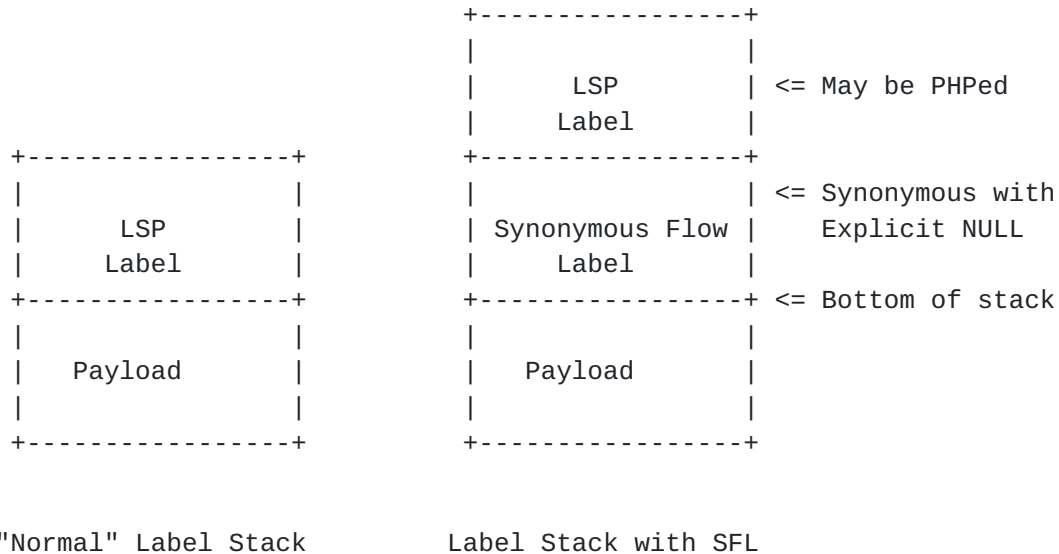 +-----------------+
|                 |
|      LSP        | <= May be PHPed
|     Label       |
+-----------------+         +-----------------+
|                 |         |                 | <= Synonymous with
|      LSP        |         | Synonymous Flow |    Explicit NULL
|     Label       |         |     Label       |
+-----------------+         +-----------------+ <= Bottom of stack
|                 |         |                 |
|   Payload       |         |   Payload       |
|                 |         |                 |
+-----------------+         +-----------------+
"Normal" Label Stack         Label Stack with SFL